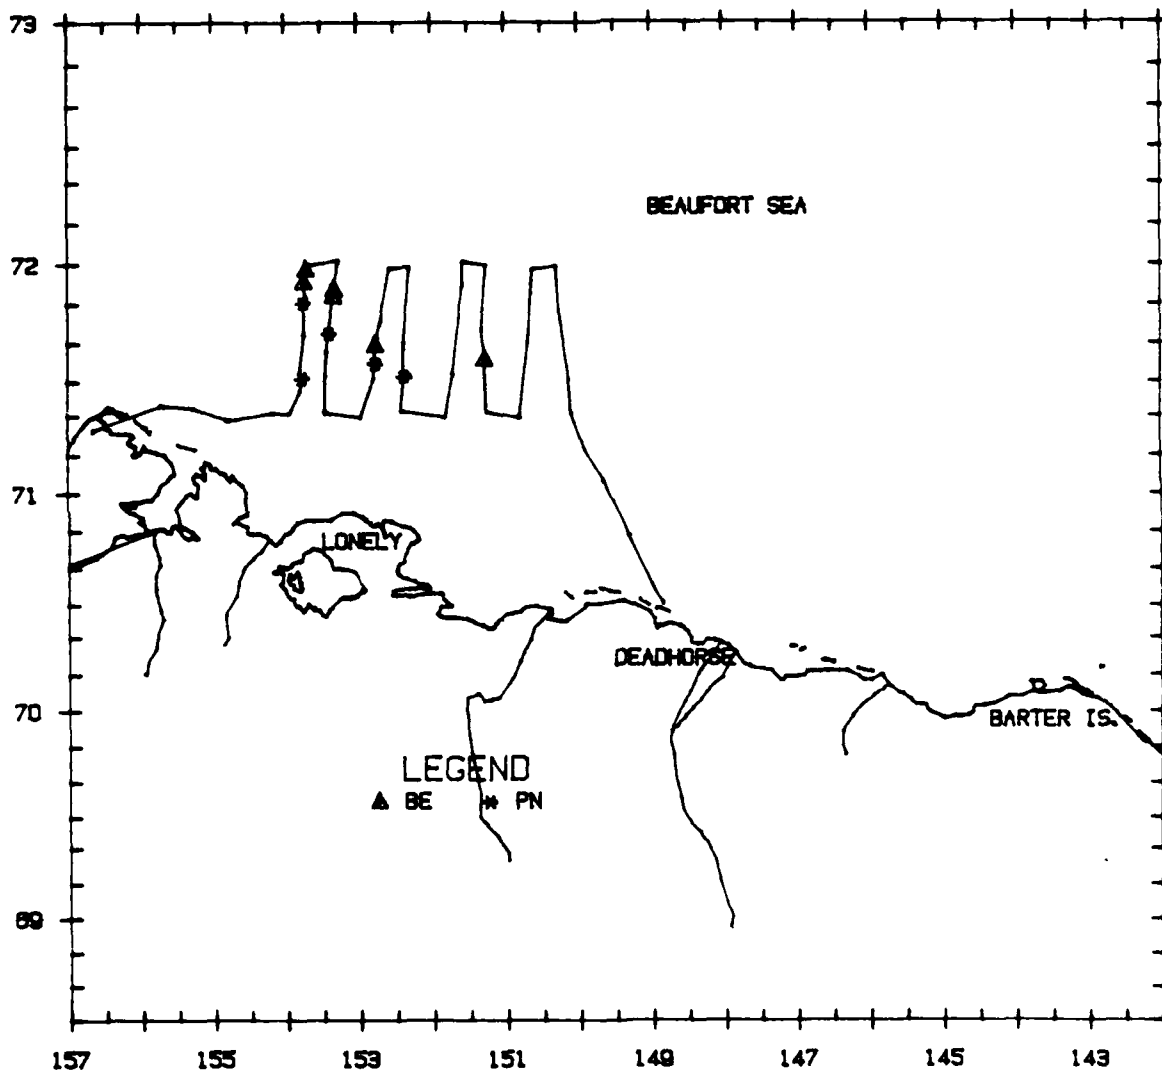 73
BEAUFORT SEA
72
71
LONELY
DEADHORSE
70
BARTER IS.
LEGEND
BE PN
69
157 155 153 151 149 147 145 143